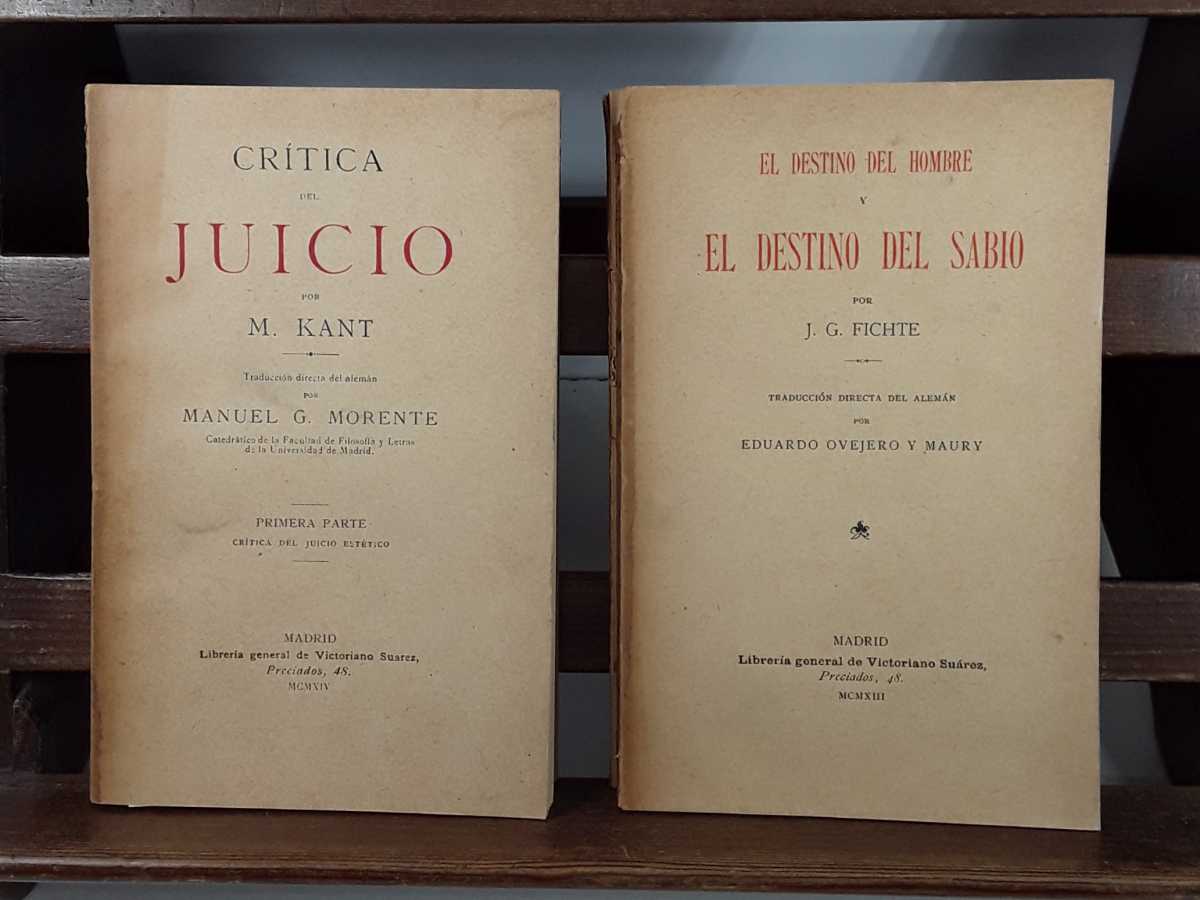 CRÍTICA
DEL
JUICIO
POR
M. KANT
Traducción directa del alemán
POR
MANUEL G. MORENTE
Catedrático de la Facultad de Filosofía y Letras
de la Universidad de Madrid.
PRIMERA PARTE
CRÍTICA DEL JUICIO ESTÉTICO
MADRID
Librería general de Victoriano Suarez,
Preciados, 48.
MCMXIV
EL DESTINO DEL HOMBRE
Y
EL DESTINO DEL SABIO
POR
J. G. FICHTE
TRADUCCIÓN DIRECTA DEL ALEMÁN
POR
EDUARDO OVEJERO Y MAURY
MADRID
Librería general de Victoriano Suárez,
Preciados, 48.
MCMXIII